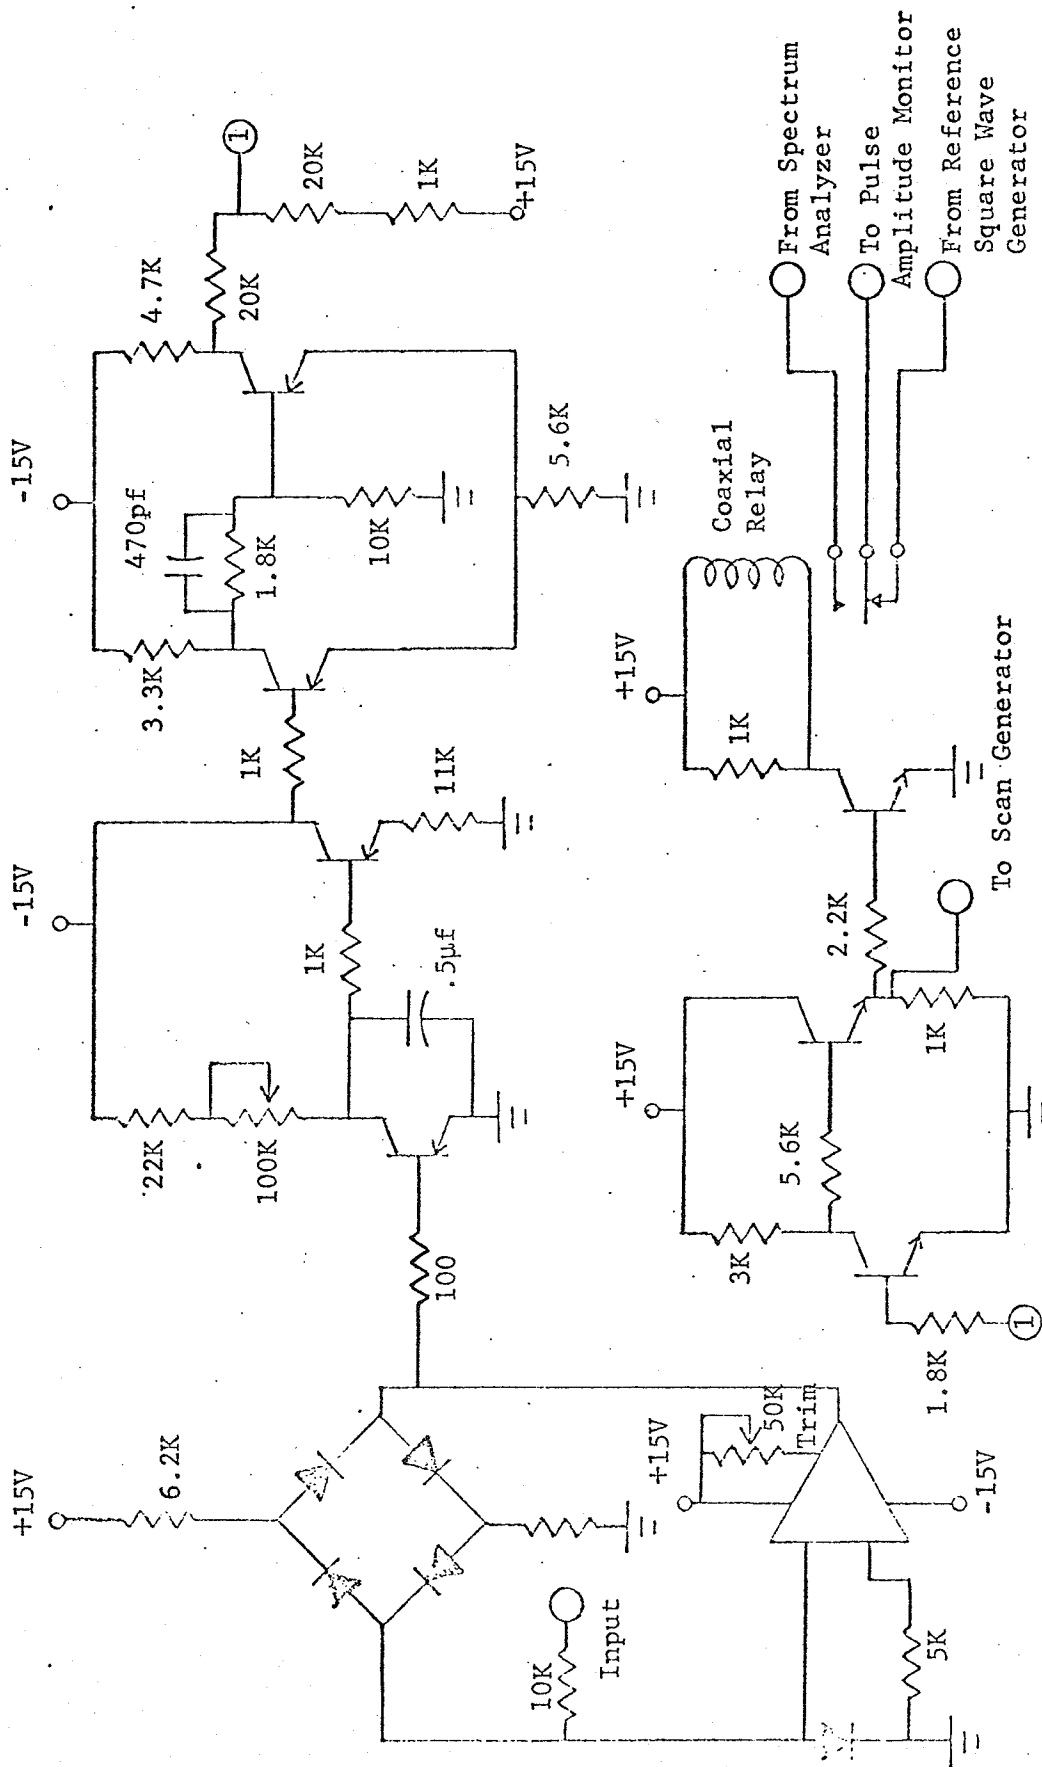 +15V
6.2K
10K
Input
100
+15V
50K
Trim
5K
-15V
-15V
22K
100K
1K
.5µf
11K
1K
-15V
3.3K
470pf
1.8K
10K
5.6K
4.7K
20K
1
20K
1K
+15V
1.8K
1
+15V
3K
5.6K
1K
2.2K
To Scan Generator
+15V
1K
Coaxial
Relay
From Spectrum
Analyzer
To Pulse
Amplitude Monitor
From Reference
Square Wave
Generator